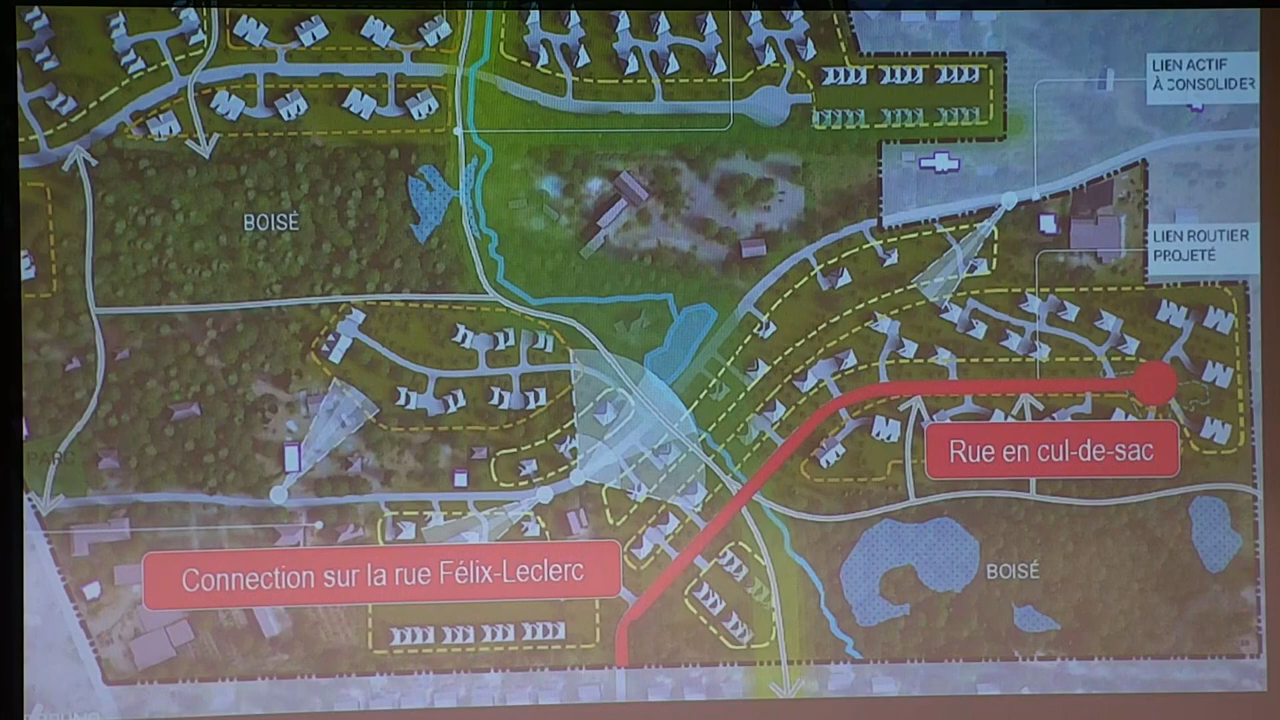 LIEN ACTIF
À CONSOLIDER
BOISÉ
LIEN ROUTIER
PROJETÉ
Rue en cul-de-sac
PARC
Connection sur la rue Félix-Leclerc
BOISÉ